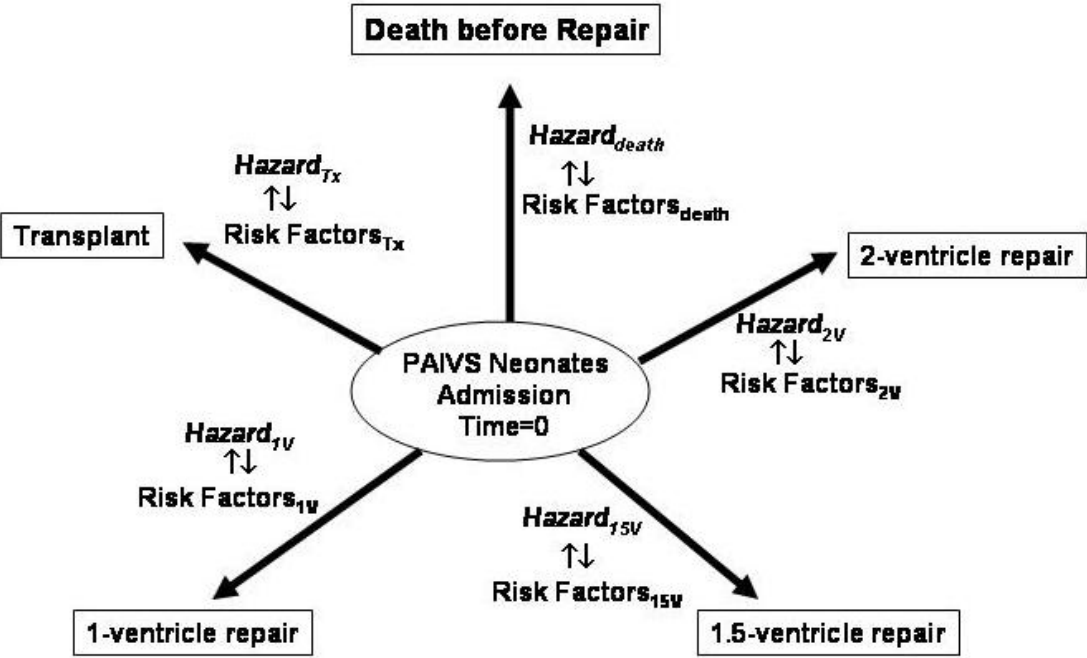 Death before Repair
Hazard_death
↑↓
Risk Factors_death
Hazard_Tx
↑↓
Risk Factors_Tx
Transplant
2-ventricle repair
Hazard_2V
↑↓
Risk Factors_2V
PAIVS Neonates
Admission
Time=0
Hazard_1V
↑↓
Risk Factors_1V
Hazard_15V
↑↓
Risk Factors_15V
1-ventricle repair
1.5-ventricle repair